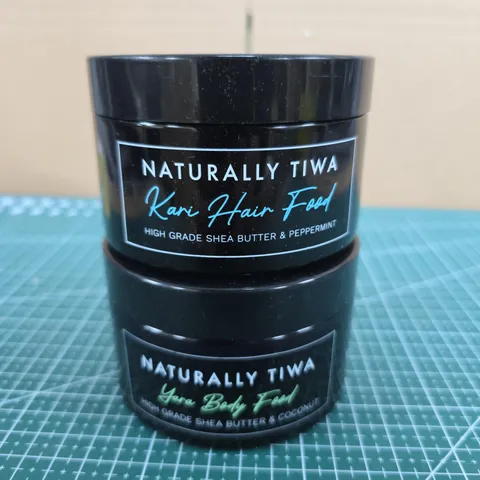 NATURALLY TIWA
Kari Hair Food
HIGH GRADE SHEA BUTTER & PEPPERMINT
NATURALLY TIWA
Yara Body Food
HIGH GRADE SHEA BUTTER & COCONUT